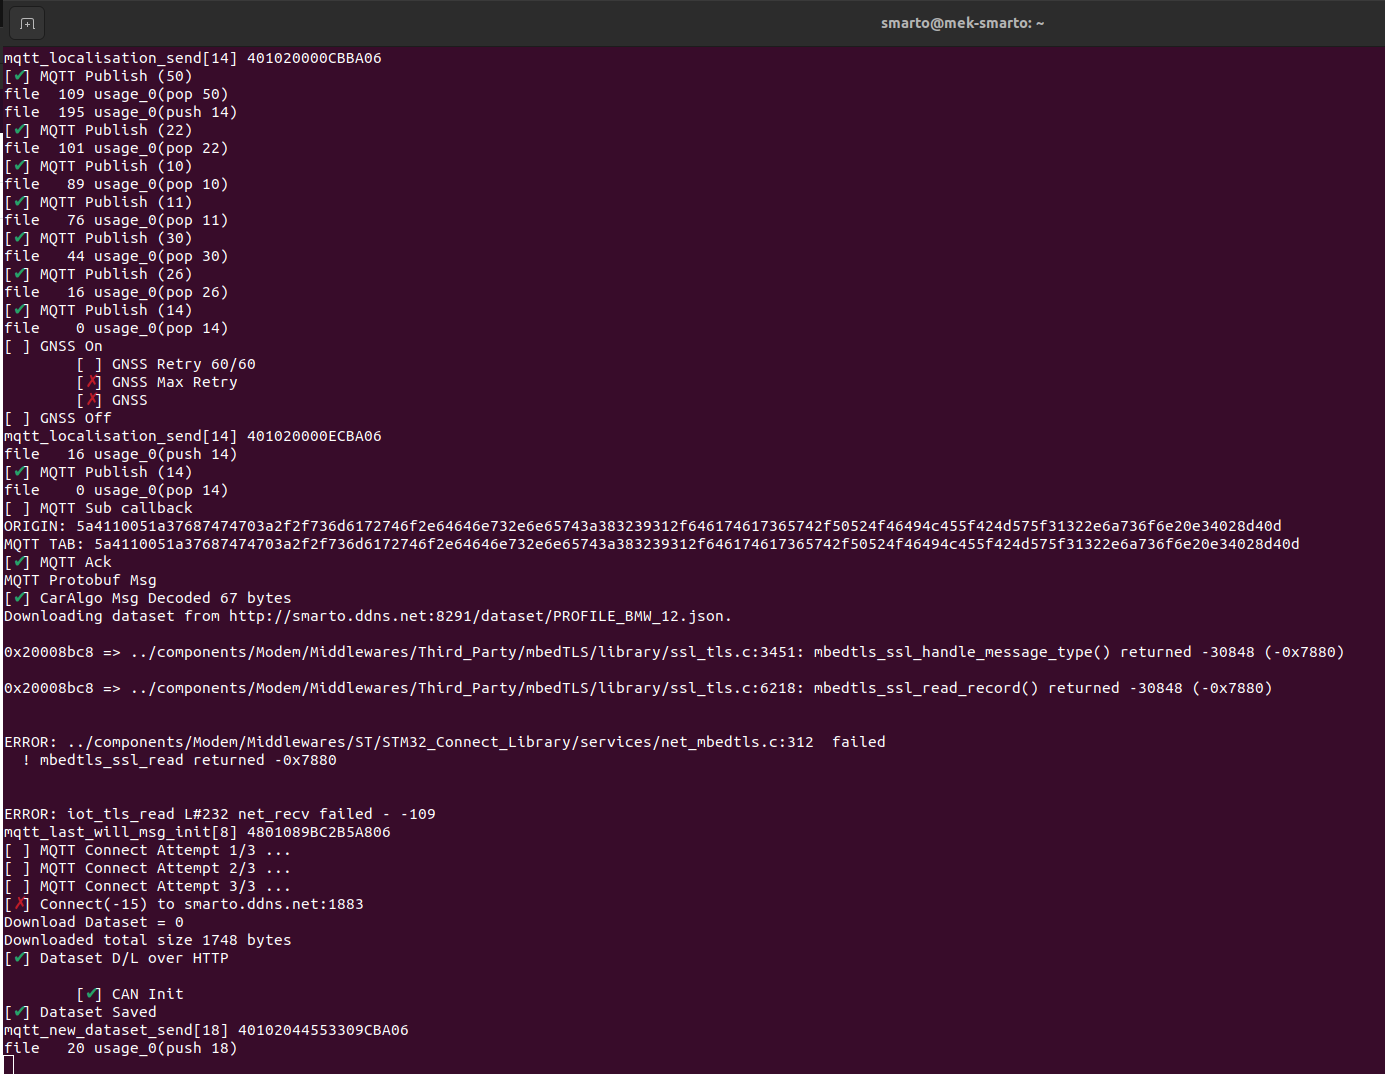 smarto@mek-smarto: ~
mqtt_localisation_send[14] 401020000CBBA06
[✔] MQTT Publish (50)
file  109 usage_0(pop 50)
file  195 usage_0(push 14)
[✔] MQTT Publish (22)
file  101 usage_0(pop 22)
[✔] MQTT Publish (10)
file   89 usage_0(pop 10)
[✔] MQTT Publish (11)
file   76 usage_0(pop 11)
[✔] MQTT Publish (30)
file   44 usage_0(pop 30)
[✔] MQTT Publish (26)
file   16 usage_0(pop 26)
[✔] MQTT Publish (14)
file    0 usage_0(pop 14)
[ ] GNSS On
        [ ] GNSS Retry 60/60
        [✗] GNSS Max Retry
        [✗] GNSS
[ ] GNSS Off
mqtt_localisation_send[14] 401020000ECBA06
file   16 usage_0(push 14)
[✔] MQTT Publish (14)
file    0 usage_0(pop 14)
[ ] MQTT Sub callback
ORIGIN: 5a4110051a37687474703a2f2f736d6172746f2e64646e732e6e65743a383239312f646174617365742f50524f46494c455f424d575f31322e6a736f6e20e34028d40d
MQTT TAB: 5a4110051a37687474703a2f2f736d6172746f2e64646e732e6e65743a383239312f646174617365742f50524f46494c455f424d575f31322e6a736f6e20e34028d40d
[✔] MQTT Ack
MQTT Protobuf Msg
[✔] CarAlgo Msg Decoded 67 bytes
Downloading dataset from http://smarto.ddns.net:8291/dataset/PROFILE_BMW_12.json.
0x20008bc8 => ../components/Modem/Middlewares/Third_Party/mbedTLS/library/ssl_tls.c:3451: mbedtls_ssl_handle_message_type() returned -30848 (-0x7880)
0x20008bc8 => ../components/Modem/Middlewares/Third_Party/mbedTLS/library/ssl_tls.c:6218: mbedtls_ssl_read_record() returned -30848 (-0x7880)
ERROR: ../components/Modem/Middlewares/ST/STM32_Connect_Library/services/net_mbedtls.c:312  failed
  ! mbedtls_ssl_read returned -0x7880
ERROR: iot_tls_read L#232 net_recv failed - -109
mqtt_last_will_msg_init[8] 4801089BC2B5A806
[ ] MQTT Connect Attempt 1/3 ...
[ ] MQTT Connect Attempt 2/3 ...
[ ] MQTT Connect Attempt 3/3 ...
[✗] Connect(-15) to smarto.ddns.net:1883
Download Dataset = 0
Downloaded total size 1748 bytes
[✔] Dataset D/L over HTTP
        [✔] CAN Init
[✔] Dataset Saved
mqtt_new_dataset_send[18] 40102044553309CBA06
file   20 usage_0(push 18)